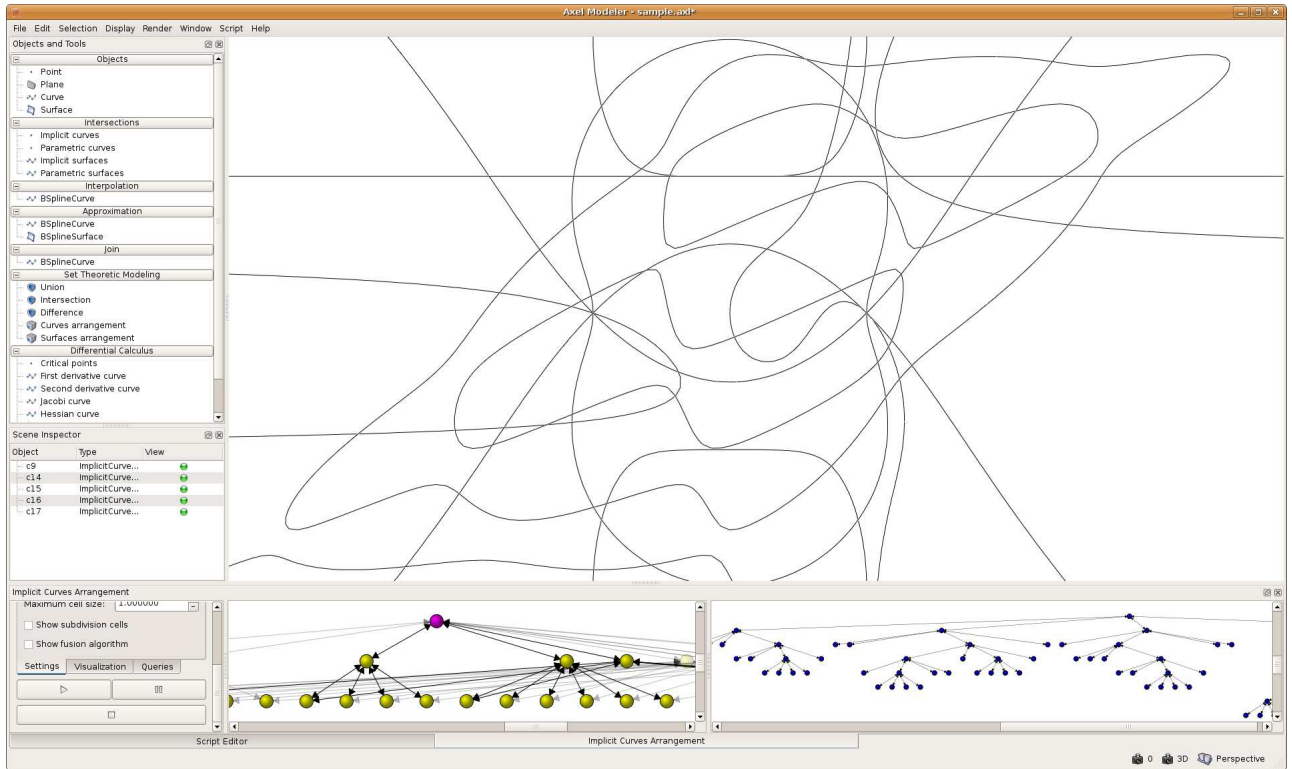 Axel Modeler - sample.axl*
File Edit Selection Display Render Window Script Help
Objects and Tools
Objects
Point
Plane
Curve
Surface
Intersections
Implicit curves
Parametric curves
Implicit surfaces
Parametric surfaces
Interpolation
BSplineCurve
Approximation
BSplineCurve
BSplineSurface
Join
BSplineCurve
Set Theoretic Modeling
Union
Intersection
Difference
Curves arrangement
Surfaces arrangement
Differential Calculus
Critical points
First derivative curve
Second derivative curve
Jacobi curve
Hessian curve
Scene Inspector
Object Type View
c9 ImplicitCurve...
c14 ImplicitCurve...
c15 ImplicitCurve...
c16 ImplicitCurve...
c17 ImplicitCurve...
Implicit Curves Arrangement
Maximum cell size: 1.000000
Show subdivision cells
Show fusion algorithm
Settings Visualization Queries
Script Editor Implicit Curves Arrangement
0 3D Perspective